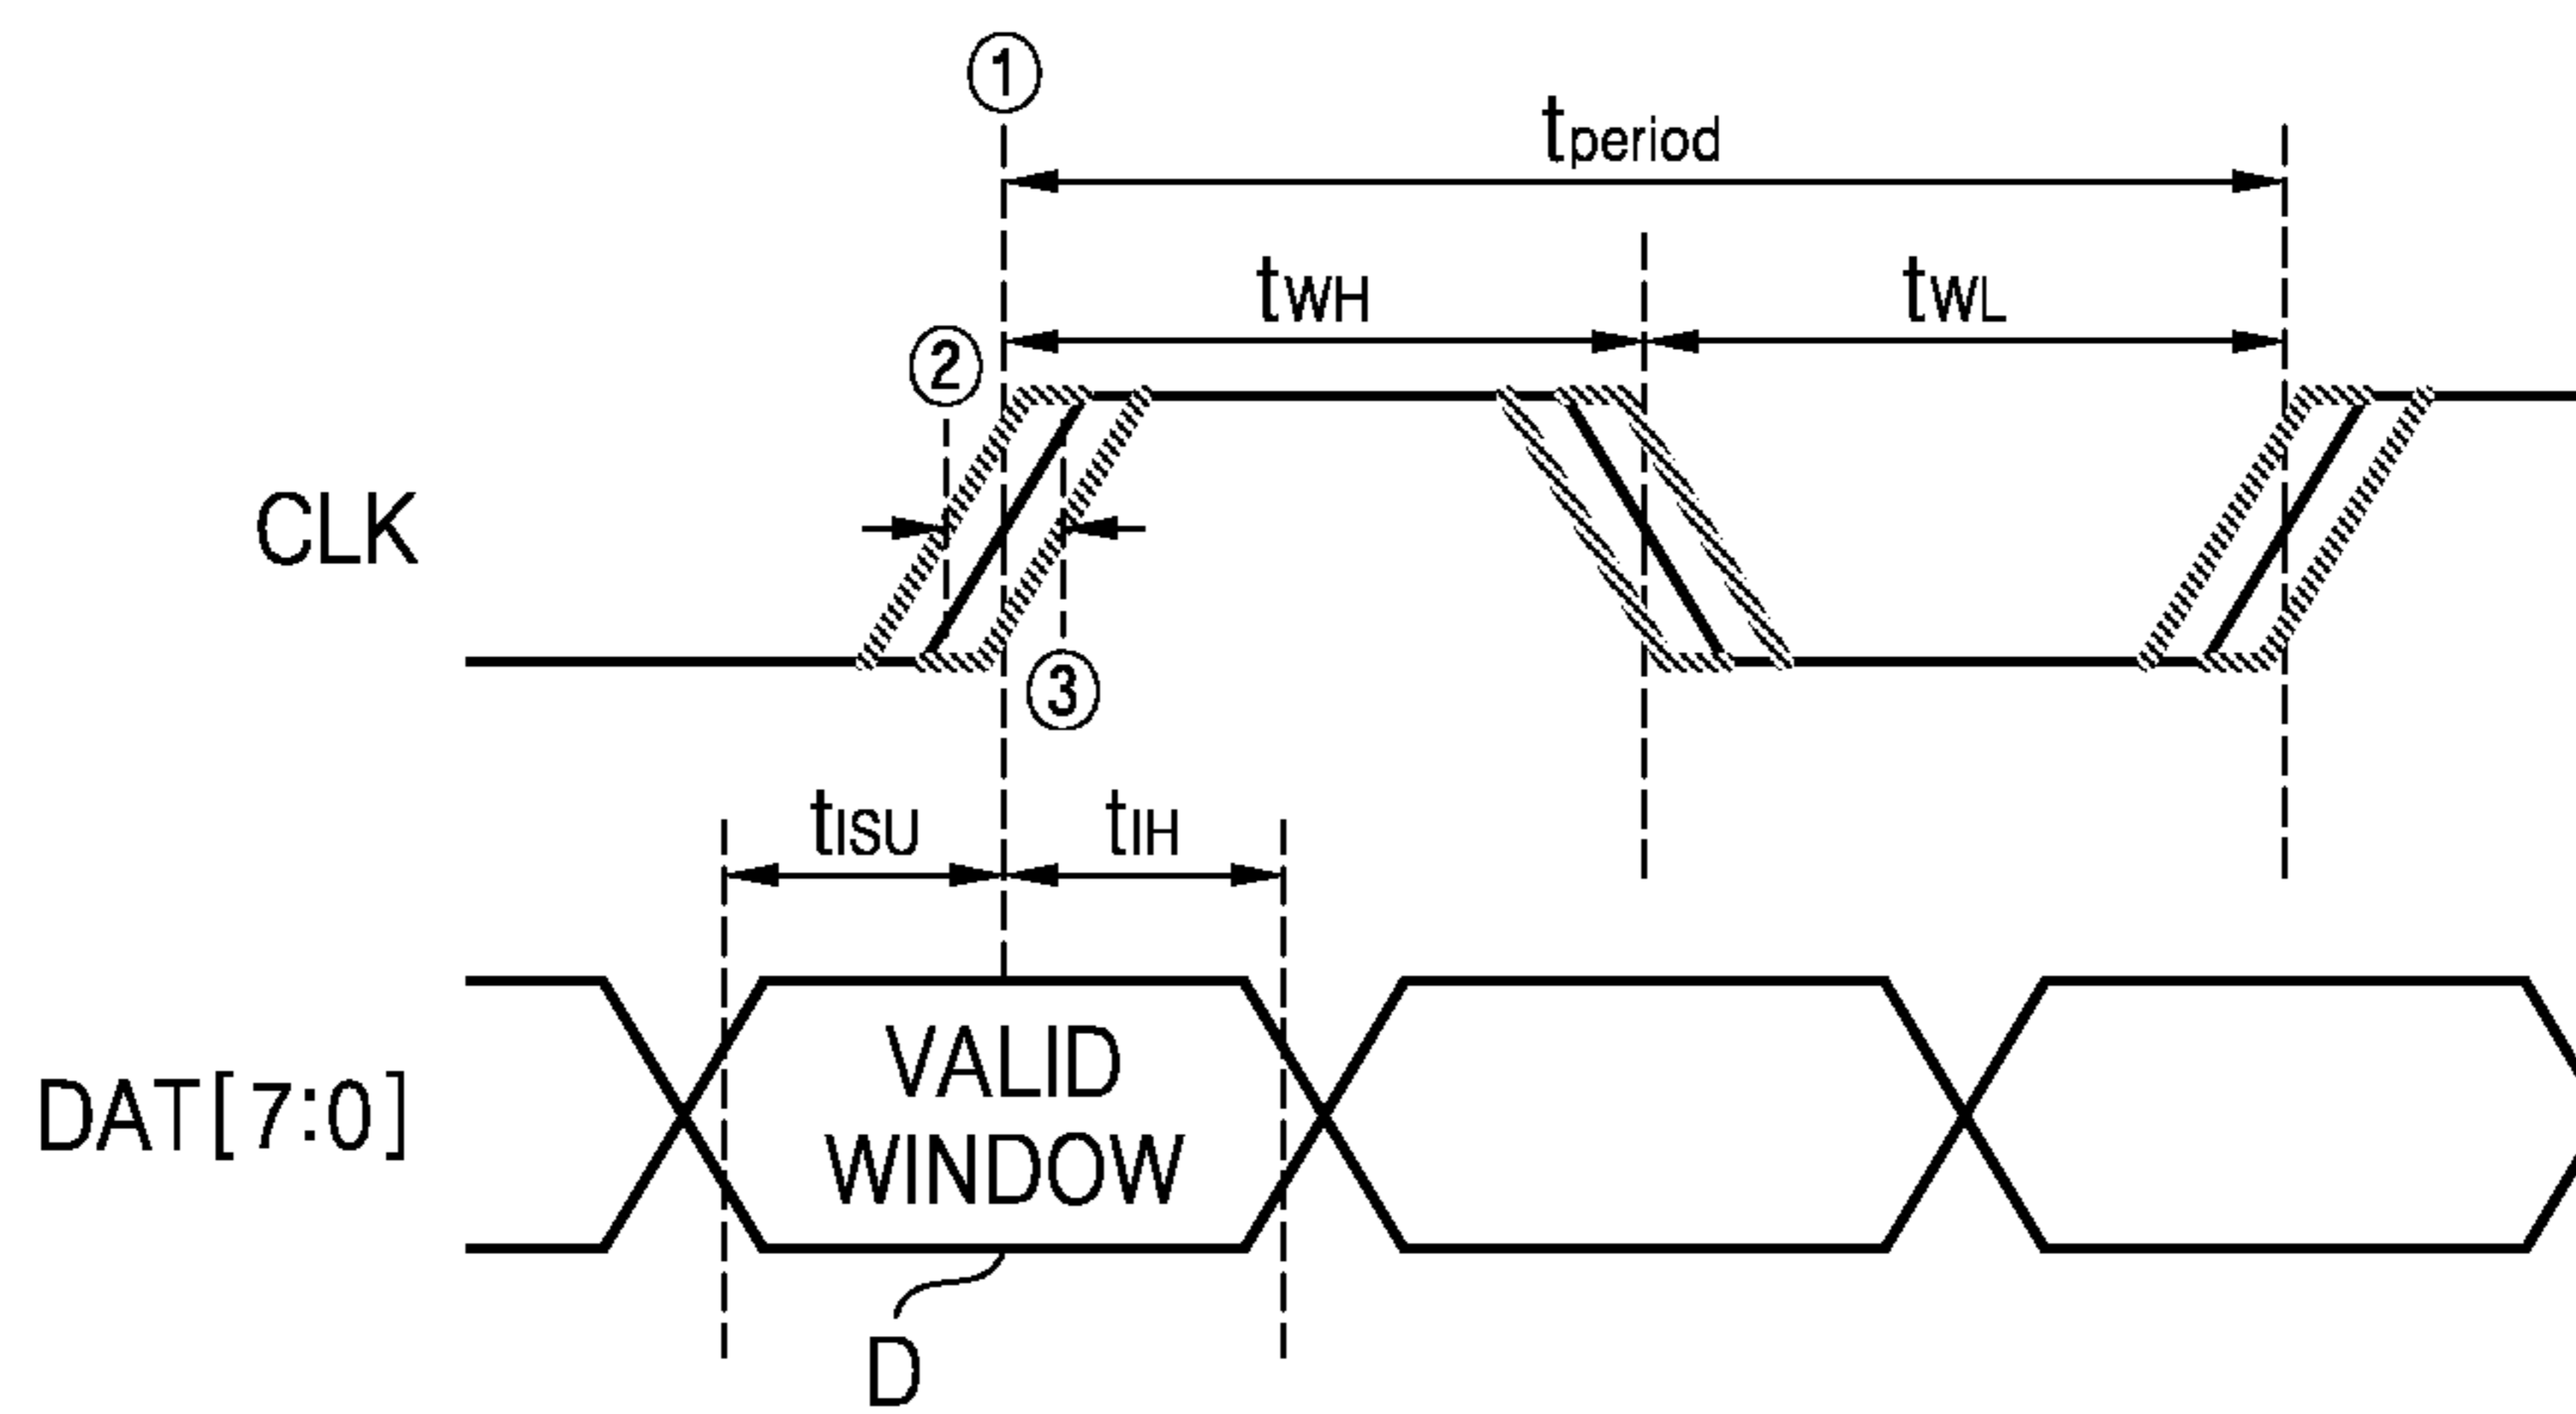 ①
tperiod
tWH
tWL
②
CLK
③
tISU
tIH
VALID
WINDOW
DAT[7:0]
D